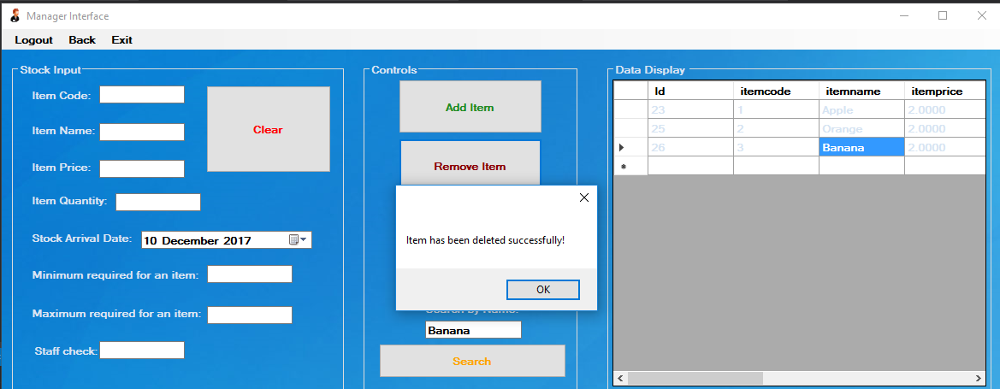 Manager Interface
Logout Back Exit
Stock Input
Item Code:
Item Name:
Item Price:
Item Quantity:
Stock Arrival Date: 10 December 2017
Minimum required for an item:
Maximum required for an item:
Staff check:
Clear
Controls
Add Item
Remove Item
Item has been deleted successfully!
OK
Search by Name:
Banana
Search
Data Display
Id itemcode itemname itemprice
23 1 Apple 2.0000
25 2 Orange 2.0000
26 3 Banana 2.0000